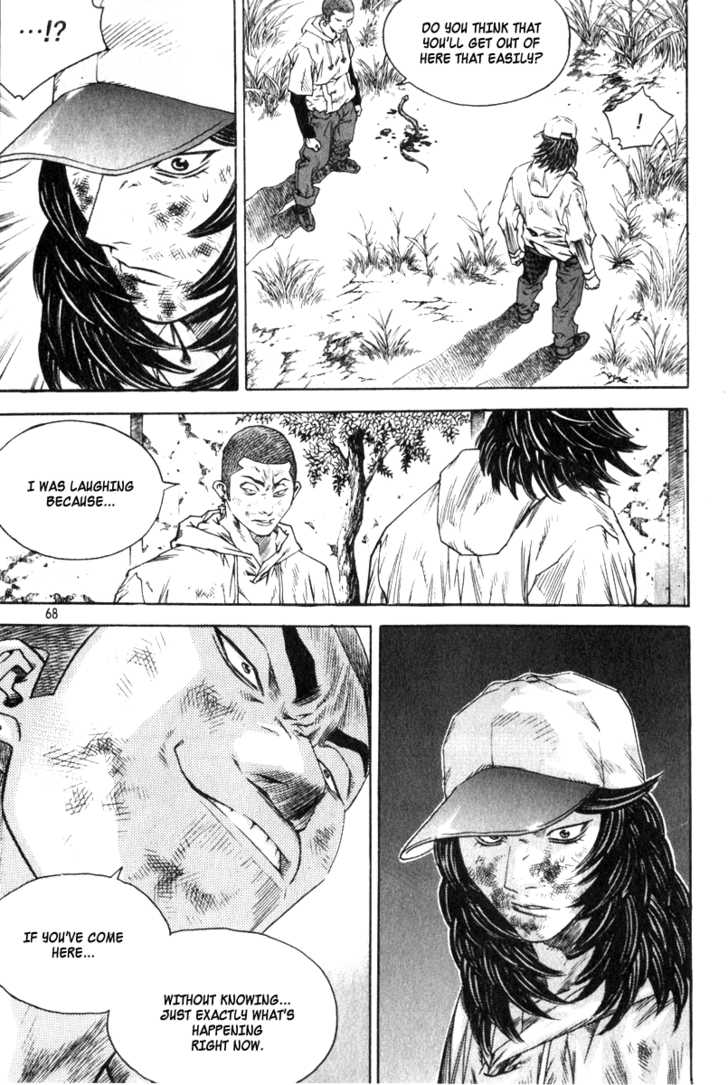 DO YOU THINK THAT
YOU'LL GET OUT OF
HERE THAT EASILY?
!
...!?
I WAS LAUGHING
BECAUSE...
68
IF YOU'VE COME
HERE...
WITHOUT KNOWING...
JUST EXACTLY WHAT'S
HAPPENING
RIGHT NOW.